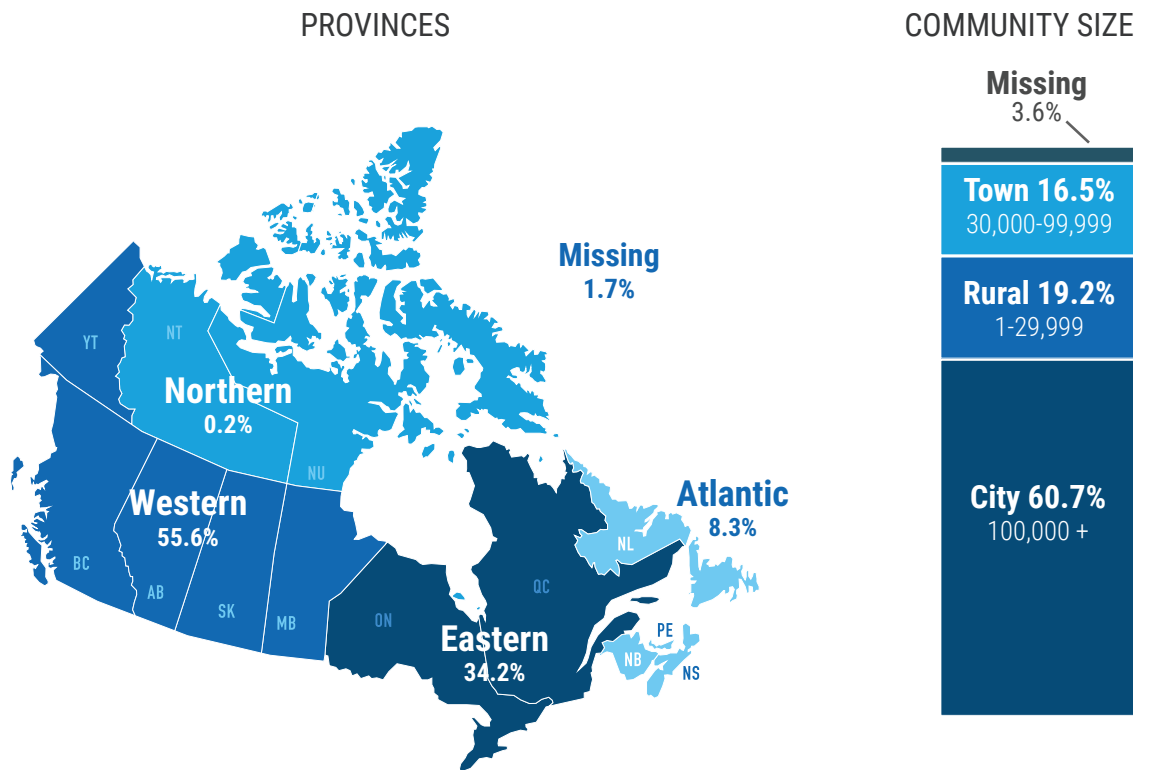 PROVINCES
Missing
1.7%
YT
NT
Northern
0.2%
NU
Western
55.6%
Atlantic
8.3%
NL
BC
AB
SK
MB
ON
QC
Eastern
34.2%
PE
NB
NS
COMMUNITY SIZE
Missing
3.6%
Town 16.5%
30,000-99,999
Rural 19.2%
1-29,999
City 60.7%
100,000 +